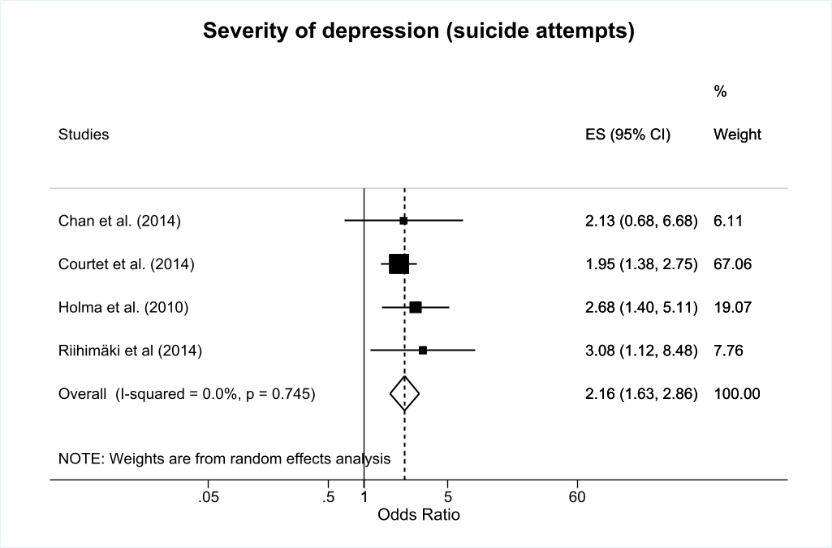 Severity of depression (suicide attempts)
%
Studies ES (95% CI) Weight
Chan et al. (2014) 2.13 (0.68, 6.68) 6.11
Courtet et al. (2014) 1.95 (1.38, 2.75) 67.06
Holma et al. (2010) 2.68 (1.40, 5.11) 19.07
Riihimäki et al (2014) 3.08 (1.12, 8.48) 7.76
Overall (I-squared = 0.0%, p = 0.745) 2.16 (1.63, 2.86) 100.00
NOTE: Weights are from random effects analysis
.05 .5 1 5 60
Odds Ratio